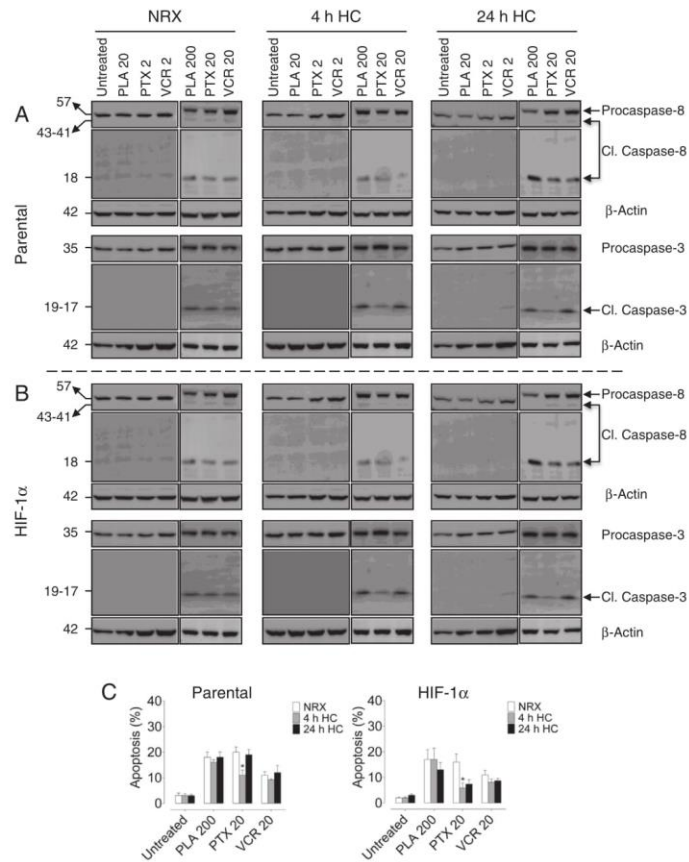 NRX 4 h HC 24 h HC
Untreated PLA 20 PTX 2 VCR 2 PLA 200 PTX 20 VCR 20 Untreated PLA 20 PTX 2 VCR 2 PLA 200 PTX 20 VCR 20 Untreated PLA 20 PTX 2 VCR 2 PLA 200 PTX 20 VCR 20
A
Parental
57 Procaspase-8
43-41
Cl. Caspase-8
18
42 β-Actin
35 Procaspase-3
19-17 Cl. Caspase-3
42 β-Actin
B
HIF-1α
57 Procaspase-8
43-41
Cl. Caspase-8
18
42 β-Actin
35 Procaspase-3
19-17 Cl. Caspase-3
42 β-Actin
C
Parental
Apoptosis (%)
40
30
20
10
0
NRX
4 h HC
24 h HC
*
Untreated PLA 200 PTX 20 VCR 20
HIF-1α
Apoptosis (%)
40
30
20
10
0
NRX
4 h HC
24 h HC
*
Untreated PLA 200 PTX 20 VCR 20